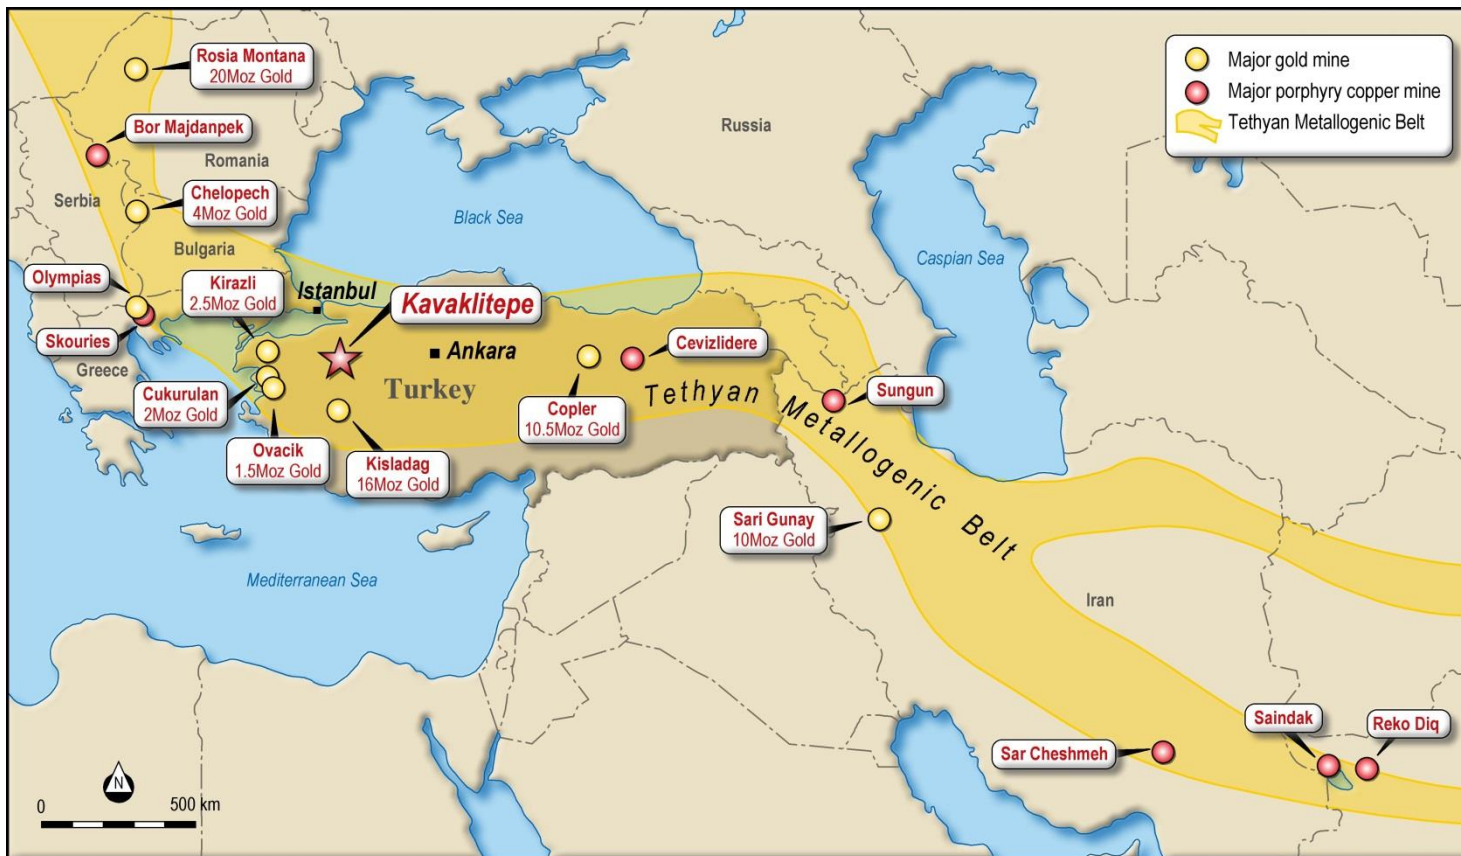 Rosia Montana
20Moz Gold
Bor Majdanpek
Romania
Serbia
Chelopech
4Moz Gold
Bulgaria
Olympias
Kirazli
2.5Moz Gold
Istanbul
Kavaklitepe
Skouries
Greece
Ankara
Turkey
Cukurulan
2Moz Gold
Ovacik
1.5Moz Gold
Kisladag
16Moz Gold
Copler
10.5Moz Gold
Cevizlidere
Black Sea
Russia
Caspian Sea
Major gold mine
Major porphyry copper mine
Tethyan Metallogenic Belt
Tethyan Metallogenic Belt
Sungun
Sari Gunay
10Moz Gold
Mediterranean Sea
Iran
Sar Cheshmeh
Saindak
Reko Diq
N
0 500 km